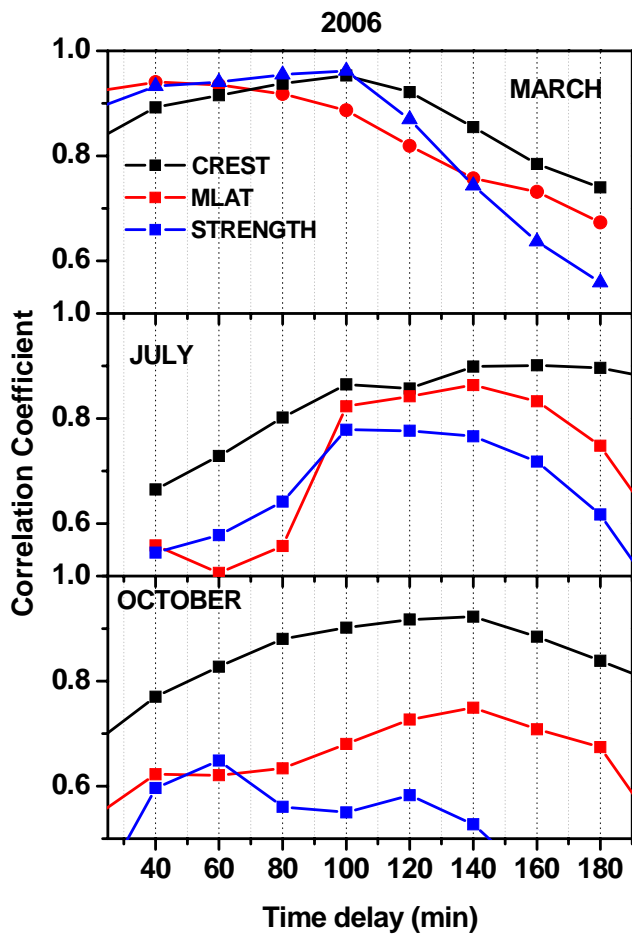 2006
1.0
MARCH
0.8
CREST
MLAT
STRENGTH
0.6
1.0
JULY
0.8
0.6
1.0
OCTOBER
0.8
0.6
Correlation Coefficient
40 60 80 100 120 140 160 180
Time delay (min)